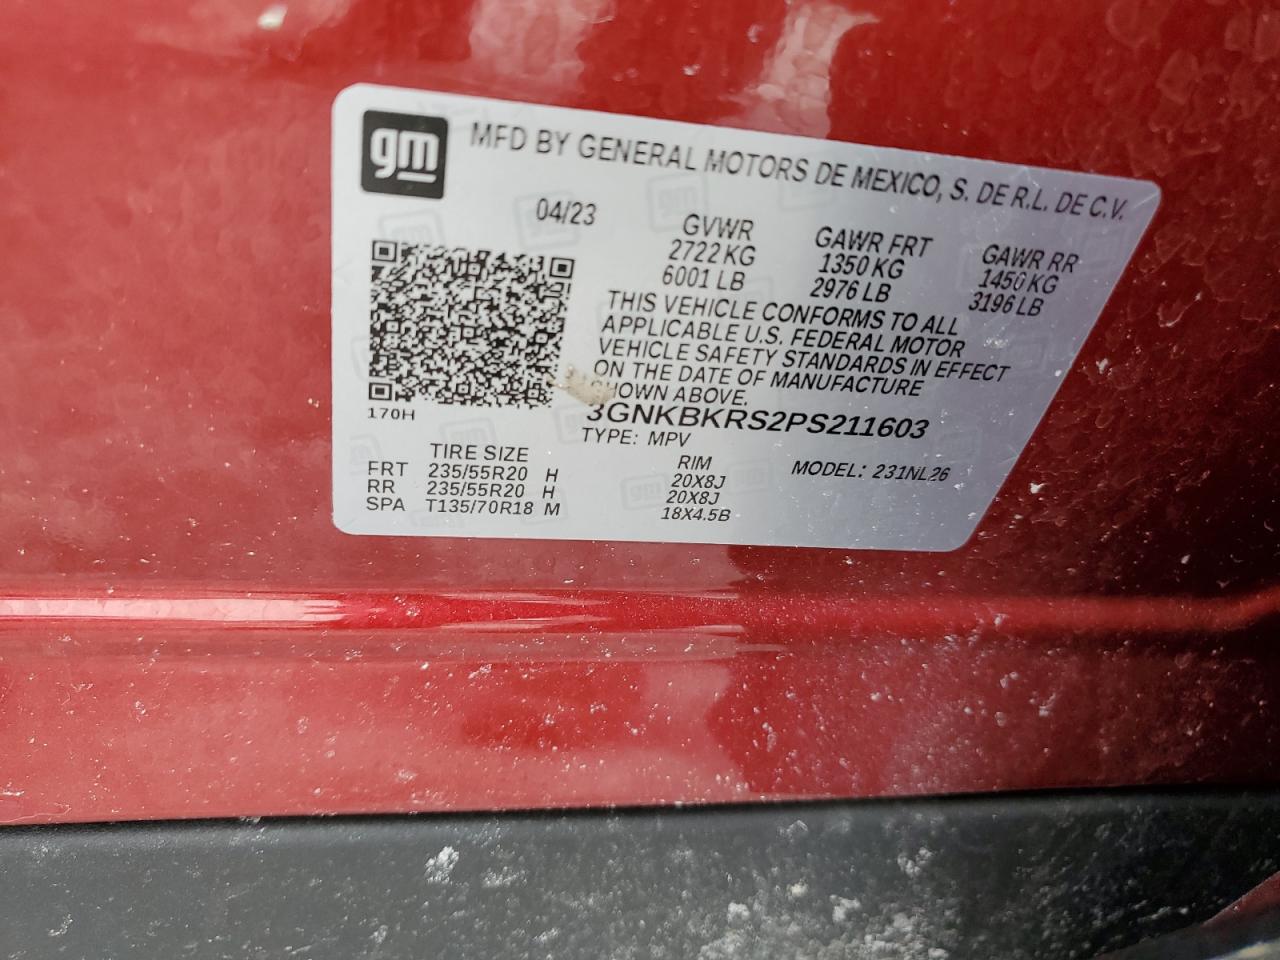 gm
MFD BY GENERAL MOTORS DE MEXICO, S. DE R.L. DE C.V.
04/23
GVWR GAWR FRT GAWR RR
2722 KG 1350 KG 1450 KG
6001 LB 2976 LB 3196 LB
THIS VEHICLE CONFORMS TO ALL
APPLICABLE U.S. FEDERAL MOTOR
VEHICLE SAFETY STANDARDS IN EFFECT
ON THE DATE OF MANUFACTURE
SHOWN ABOVE.
170H
3GNKBKRS2PS211603
TYPE: MPV MODEL: 231NL26
TIRE SIZE RIM
FRT 235/55R20 H 20X8J
RR 235/55R20 H 20X8J
SPA T135/70R18 M 18X4.5B